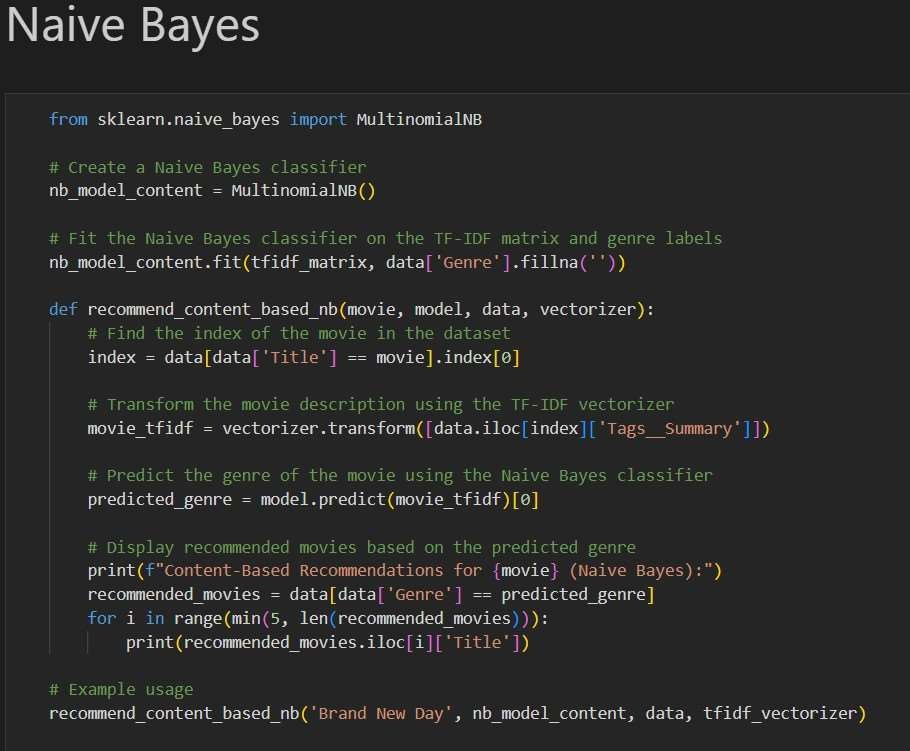 Naive Bayes
from sklearn.naive_bayes import MultinomialNB
# Create a Naive Bayes classifier
nb_model_content = MultinomialNB()
# Fit the Naive Bayes classifier on the TF-IDF matrix and genre labels
nb_model_content.fit(tfidf_matrix, data['Genre'].fillna(''))
def recommend_content_based_nb(movie, model, data, vectorizer):
    # Find the index of the movie in the dataset
    index = data[data['Title'] == movie].index[0]
    # Transform the movie description using the TF-IDF vectorizer
    movie_tfidf = vectorizer.transform([data.iloc[index]['Tags__Summary']])
    # Predict the genre of the movie using the Naive Bayes classifier
    predicted_genre = model.predict(movie_tfidf)[0]
    # Display recommended movies based on the predicted genre
    print(f"Content-Based Recommendations for {movie} (Naive Bayes):")
    recommended_movies = data[data['Genre'] == predicted_genre]
    for i in range(min(5, len(recommended_movies))):
        print(recommended_movies.iloc[i]['Title'])
# Example usage
recommend_content_based_nb('Brand New Day', nb_model_content, data, tfidf_vectorizer)